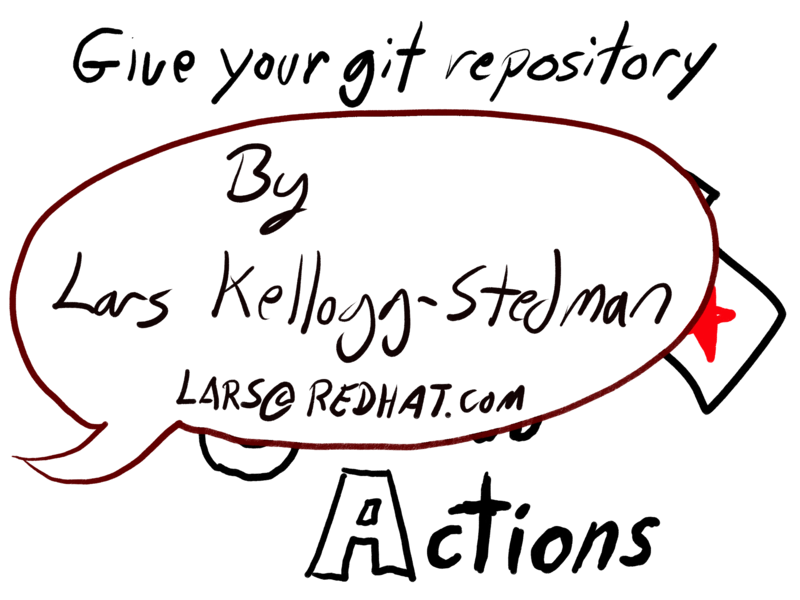 Give your git repository
By
Lars Kellogg-Stedman
LARS@REDHAT.COM
Actions